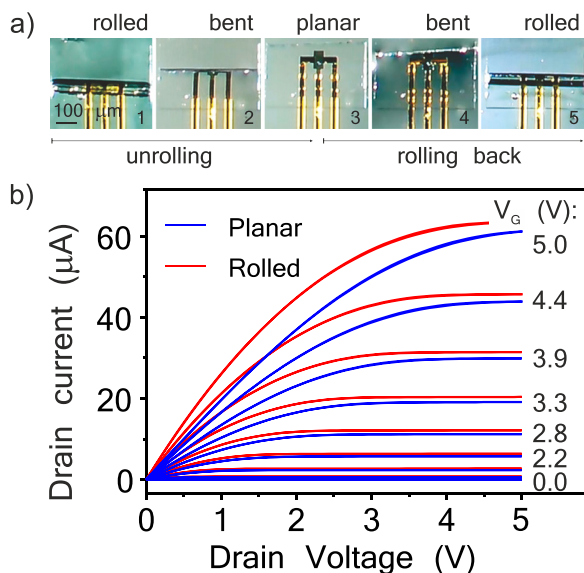 a)
rolled bent planar bent rolled
100 μm 1 2 3 4 5
unrolling rolling back
b)
Drain current (μA)
60
40
20
0
Planar
Rolled
V_G (V):
5.0
4.4
3.9
3.3
2.8
2.2
0.0
0 1 2 3 4 5
Drain Voltage (V)